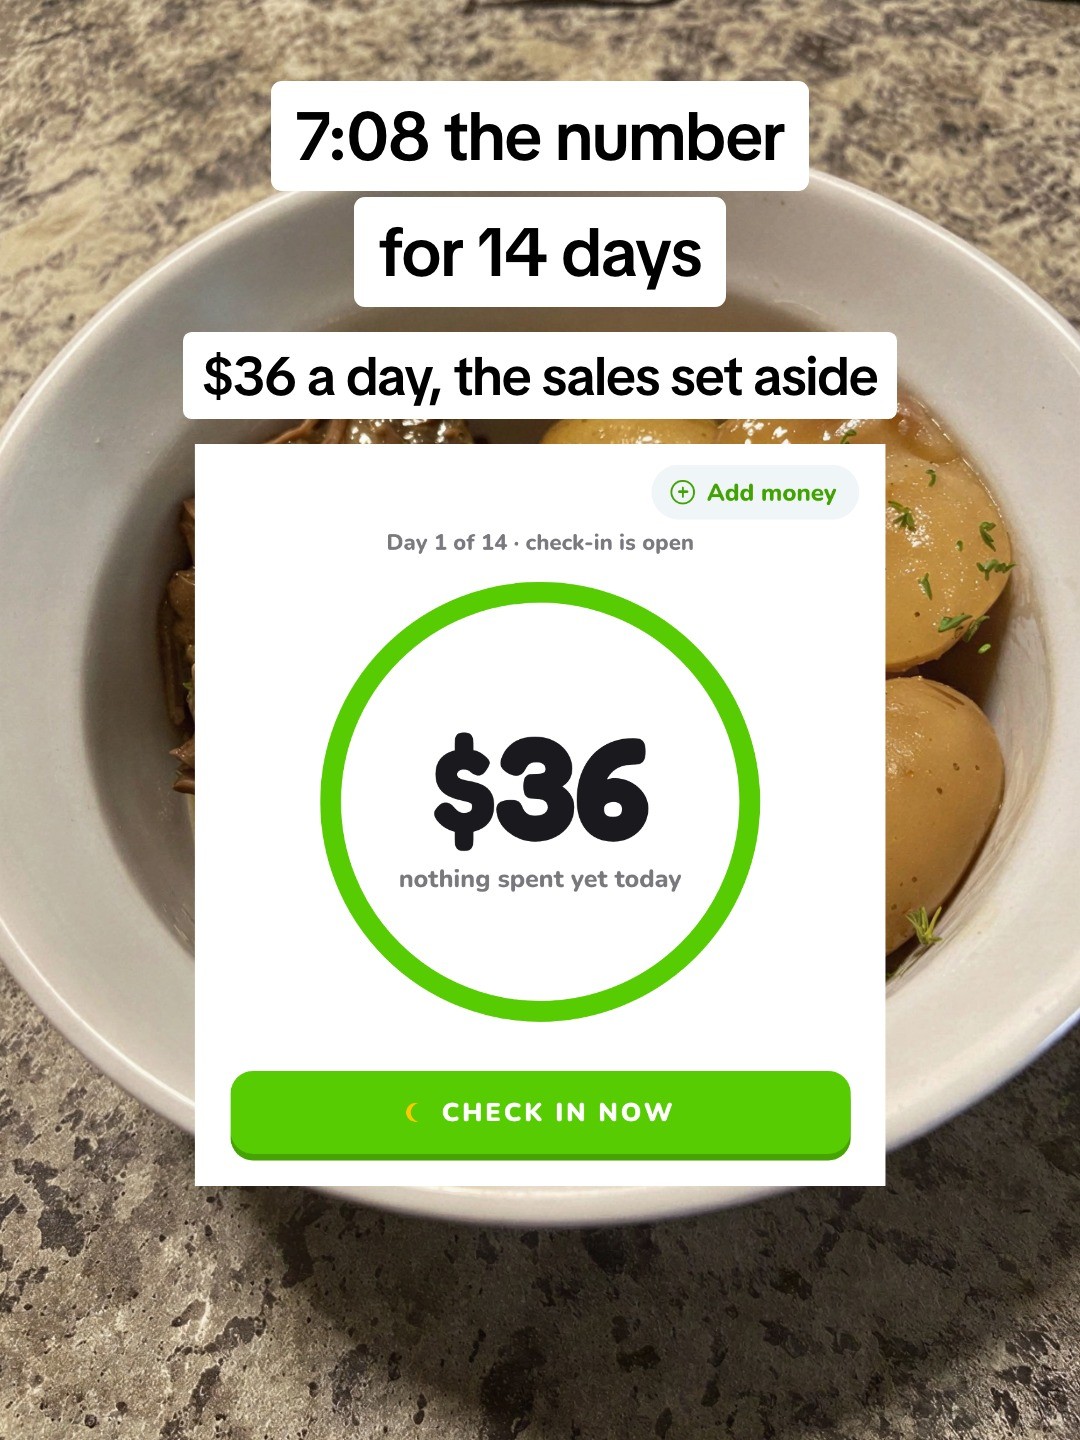 7:08 the number
for 14 days
$36 a day, the sales set aside
Add money
Day 1 of 14 · check-in is open
$36
nothing spent yet today
CHECK IN NOW